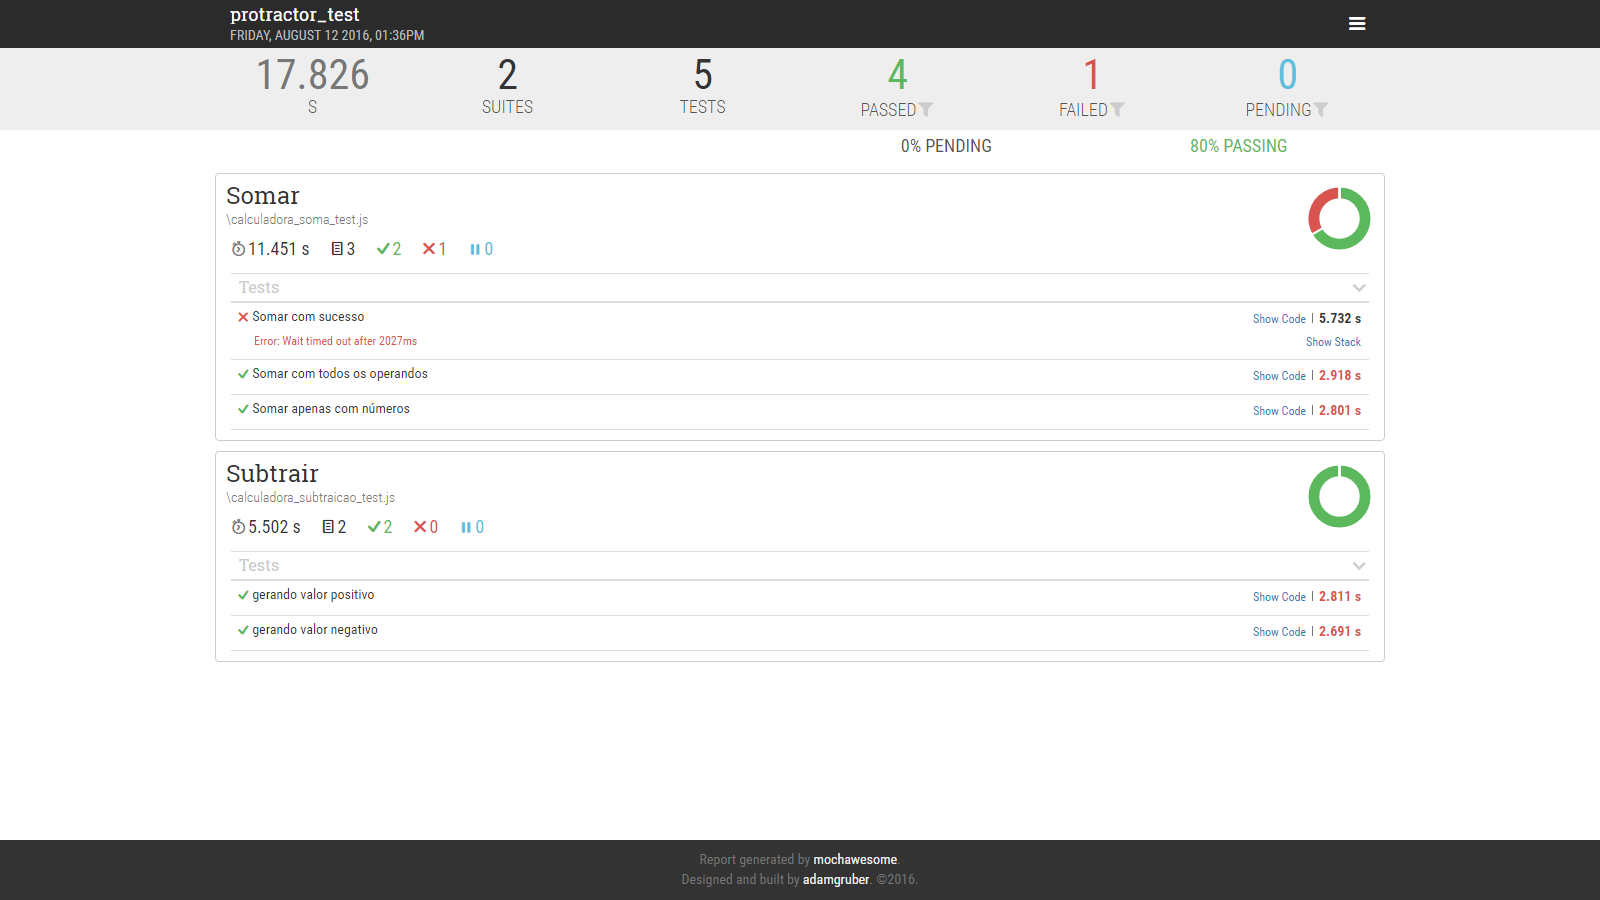 protractor_test
FRIDAY, AUGUST 12 2016, 01:36PM
17.826 2 5 4 1 0
S SUITES TESTS PASSED FAILED PENDING
0% PENDING 80% PASSING
Somar
\calculadora_soma_test.js
11.451 s 3 2 1 0
Tests
Somar com sucesso Show Code | 5.732 s
Error: Wait timed out after 2027ms Show Stack
Somar com todos os operandos Show Code | 2.918 s
Somar apenas com números Show Code | 2.801 s
Subtrair
\calculadora_subtraicao_test.js
5.502 s 2 2 0 0
Tests
gerando valor positivo Show Code | 2.811 s
gerando valor negativo Show Code | 2.691 s
Report generated by mochawesome.
Designed and built by adamgruber. ©2016.